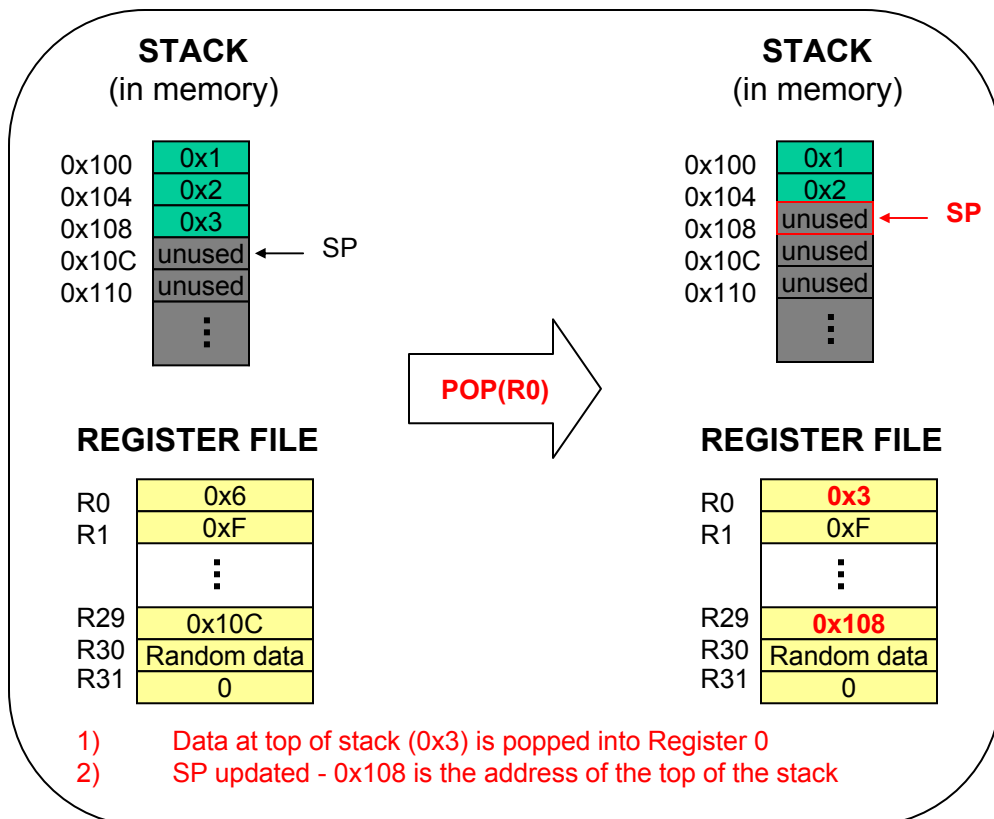 STACK
(in memory)
0x100 0x1
0x104 0x2
0x108 0x3
0x10C unused SP
0x110 unused
STACK
(in memory)
0x100 0x1
0x104 0x2
0x108 unused SP
0x10C unused
0x110 unused
POP(R0)
REGISTER FILE
R0 0x6
R1 0xF
R29 0x10C
R30 Random data
R31 0
REGISTER FILE
R0 0x3
R1 0xF
R29 0x108
R30 Random data
R31 0
1) Data at top of stack (0x3) is popped into Register 0
2) SP updated - 0x108 is the address of the top of the stack